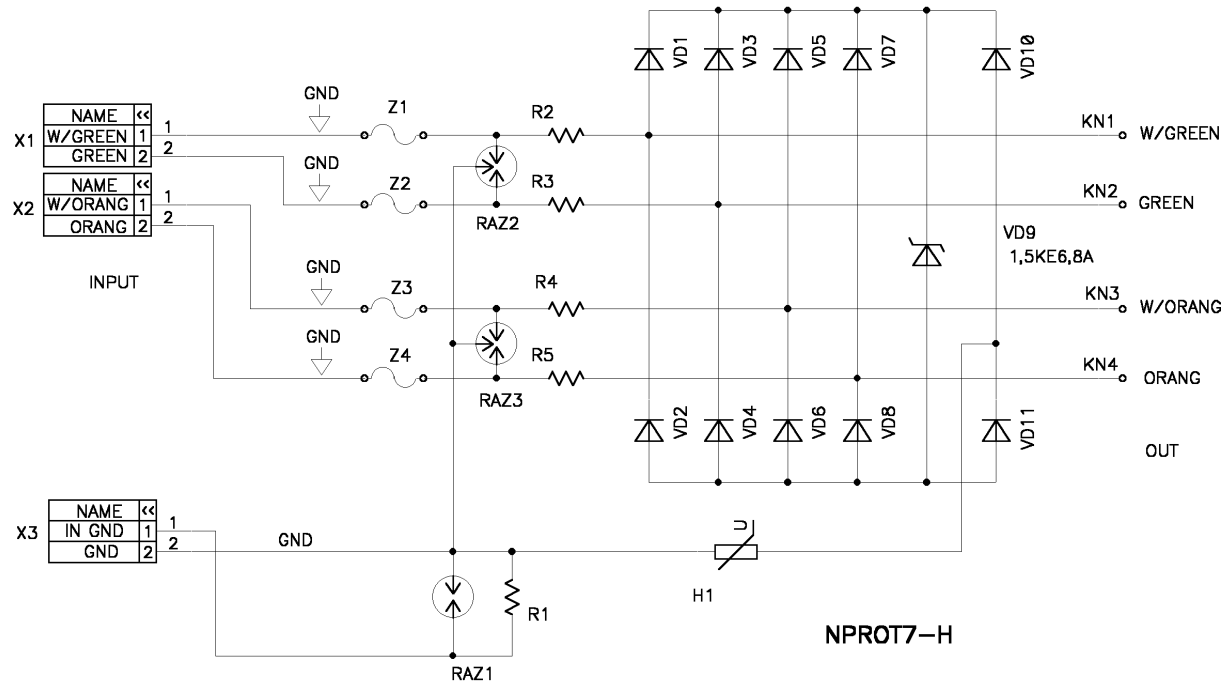 VD1
VD3
VD5
VD7
VD10
GND
Z1
R2
KN1
W/GREEN
X1
NAME <<
W/GREEN 1 1
GREEN 2 2
GND
Z2
R3
RAZ2
KN2
GREEN
X2
NAME <<
W/ORANG 1 1
ORANG 2 2
INPUT
VD9
1,5KE6,8A
GND
Z3
R4
KN3
W/ORANG
GND
Z4
R5
RAZ3
KN4
ORANG
VD2
VD4
VD6
VD8
VD11
OUT
X3
NAME <<
IN GND 1 1
GND 2 2
GND
U
H1
R1
RAZ1
NPROT7-H